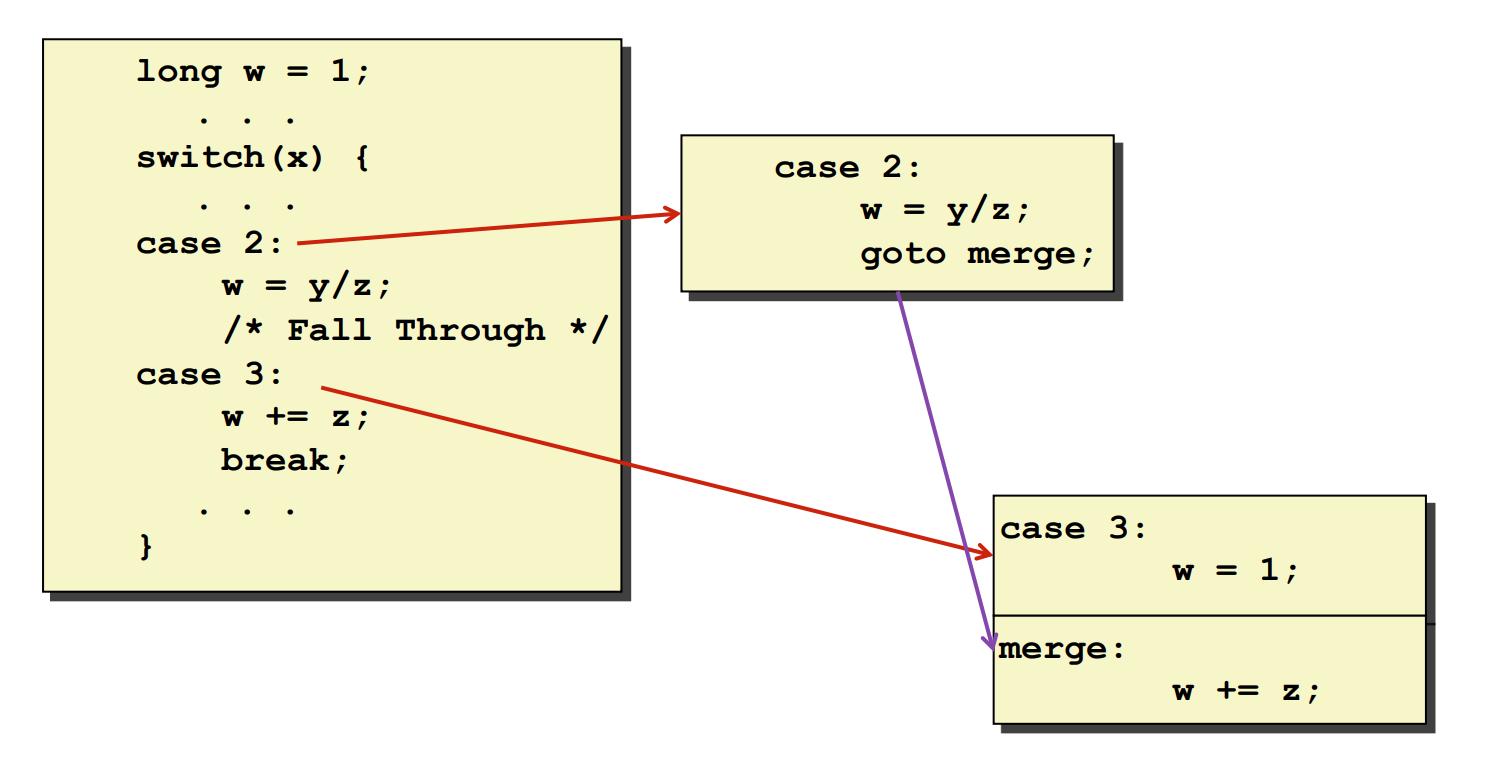 long w = 1;
. . .
switch(x) {
. . .
case 2:
w = y/z;
/* Fall Through */
case 3:
w += z;
break;
. . .
}
case 2:
w = y/z;
goto merge;
case 3:
w = 1;
merge:
w += z;